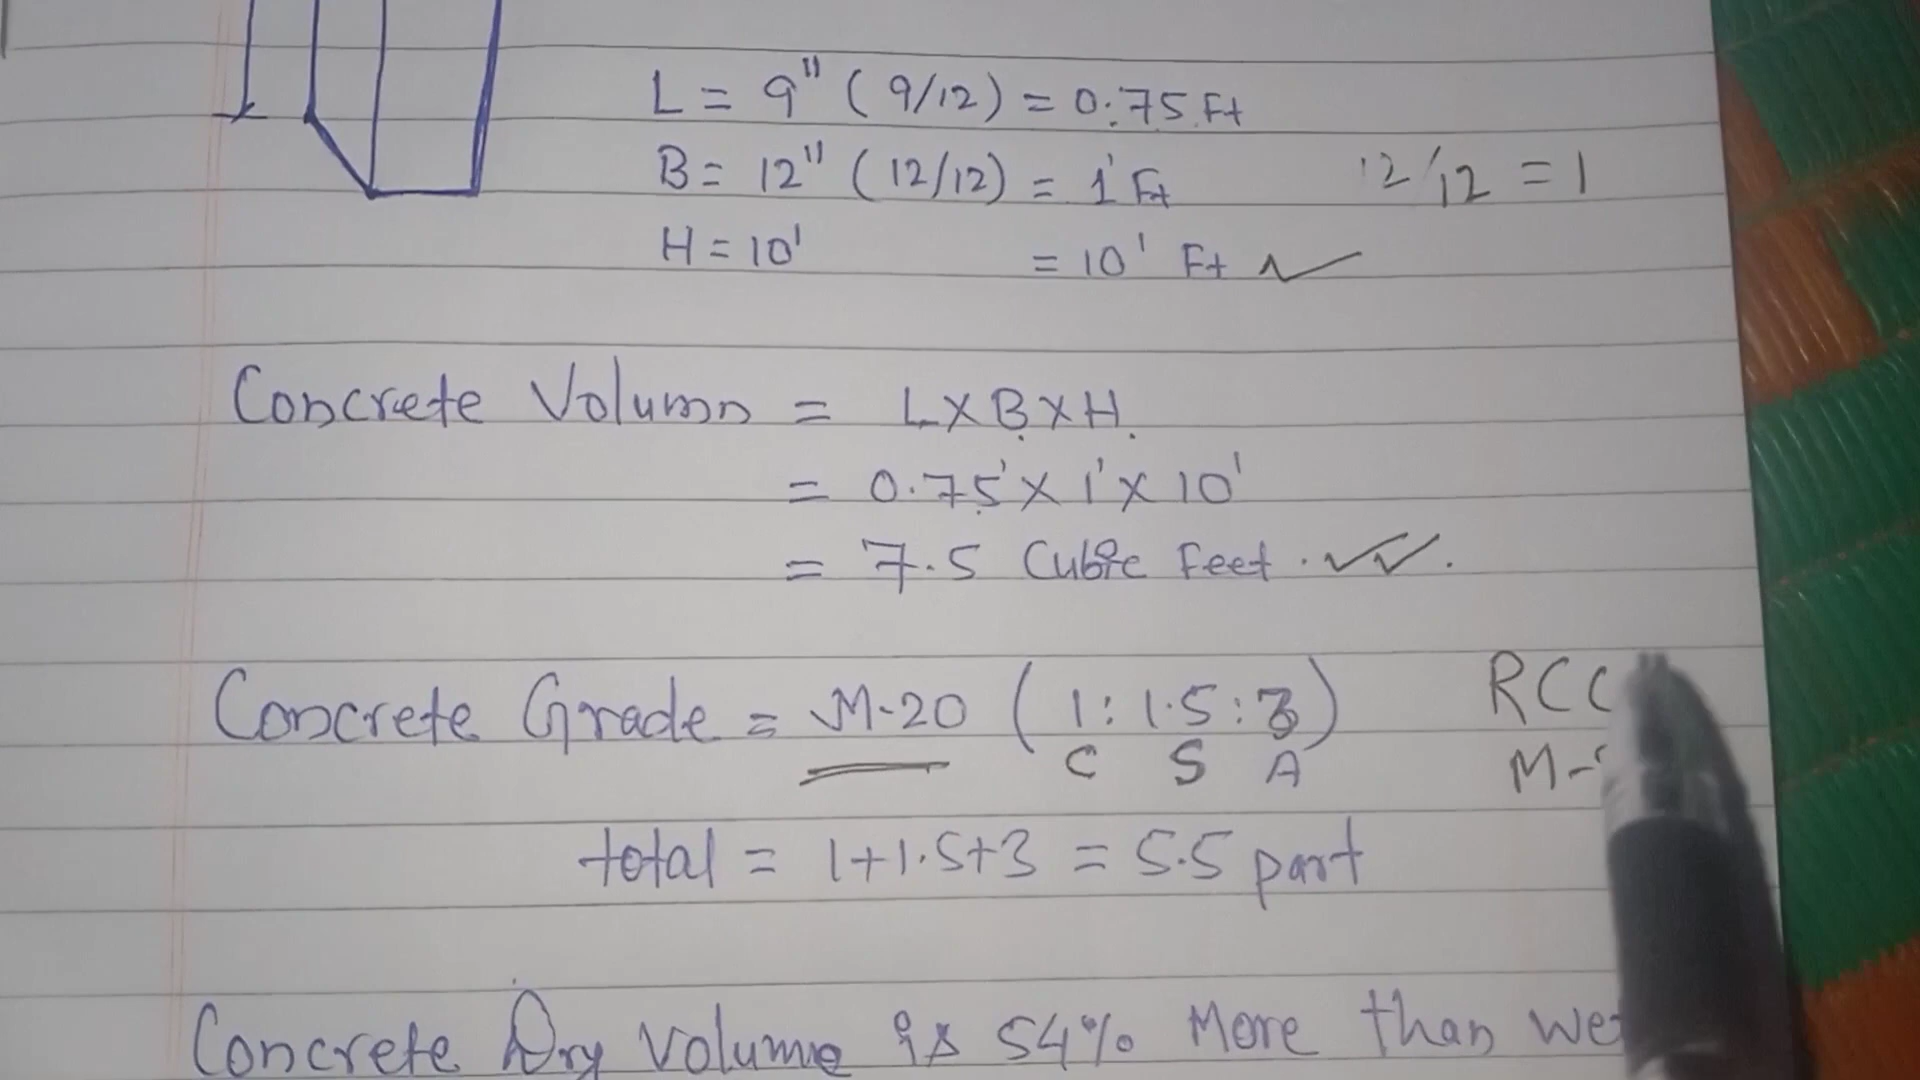 L = 9" (9/12) = 0.75 Ft
B = 12" (12/12) = 1' Ft 12/12 = 1
H = 10' = 10' Ft
Concrete Volumn = L X B X H.
= 0.75' X 1' X 10'
= 7.5 Cubic Feet.
Concrete Grade = M-20 (1:1.5:3) RCC
C S A M-
total = 1+1.5+3 = 5.5 part
Concrete Dry Volume is 54% More than